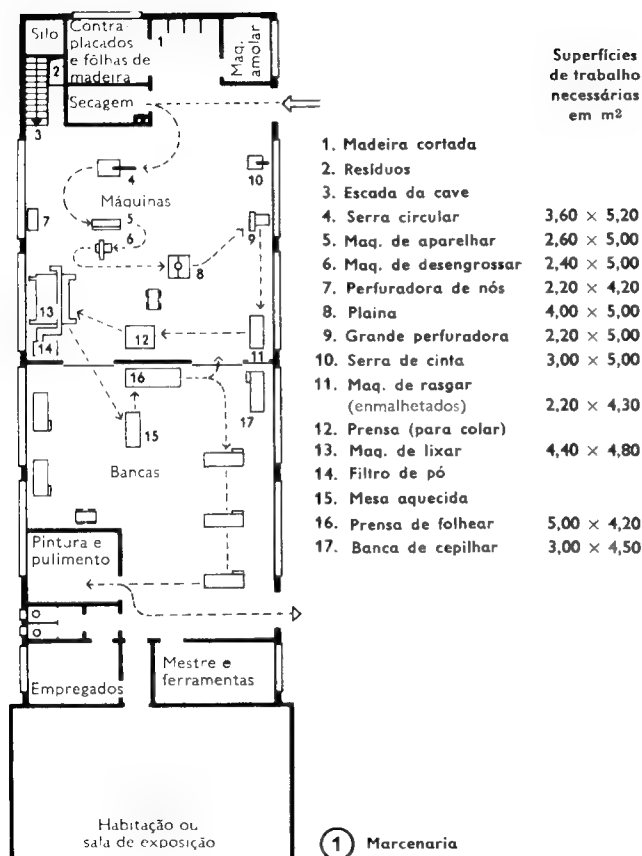 Silo
Contra-
placados
e fôlhas de
madeira
1
Maq.
amolar
2
Secagem
3
4
Máquinas
5
6
7
8
9
10
11
12
13
14
15
16
17
Bancas
Pintura e
pulimento
Empregados
Mestre e
ferramentas
Habitação ou
sala de exposição
Superfícies
de trabalho
necessárias
em m²
1. Madeira cortada
2. Resíduos
3. Escada da cave
4. Serra circular 3,60 × 5,20
5. Maq. de aparelhar 2,60 × 5,00
6. Maq. de desengrossar 2,40 × 5,00
7. Perfuradora de nós 2,20 × 4,20
8. Plaina 4,00 × 5,00
9. Grande perfuradora 2,20 × 5,00
10. Serra de cinta 3,00 × 5,00
11. Maq. de rasgar
(enmalhetados) 2,20 × 4,30
12. Prensa (para colar)
13. Maq. de lixar 4,40 × 4,80
14. Filtro de pó
15. Mesa aquecida
16. Prensa de folhear 5,00 × 4,20
17. Banca de cepilhar 3,00 × 4,50
1 Marcenaria